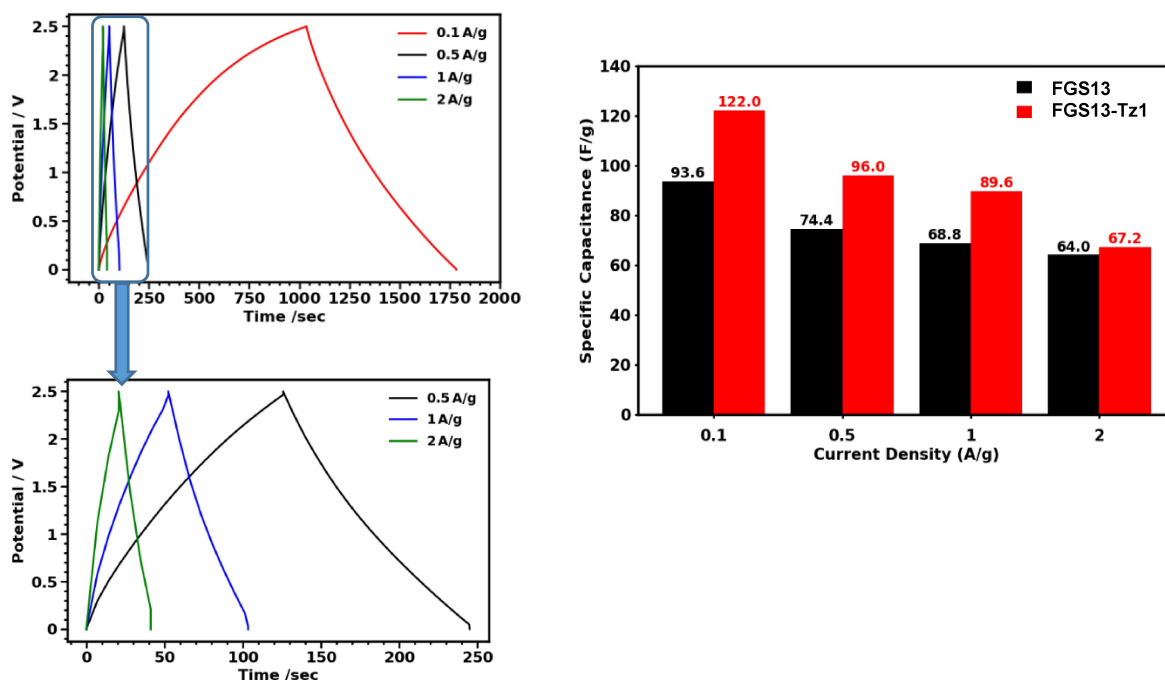 2.5
2
1.5
1
0.5
0
Potential / V
0.1 A/g
0.5 A/g
1 A/g
2 A/g
0 250 500 750 1000 1250 1500 1750 2000
Time /sec
2.5
2
1.5
1
0.5
0
Potential / V
0.5 A/g
1 A/g
2 A/g
0 50 100 150 200 250
Time /sec
140
120
100
80
60
40
20
0
Specific Capacitance (F/g)
FGS13
FGS13-Tz1
93.6 122.0
74.4 96.0
68.8 89.6
64.0 67.2
0.1 0.5 1 2
Current Density (A/g)